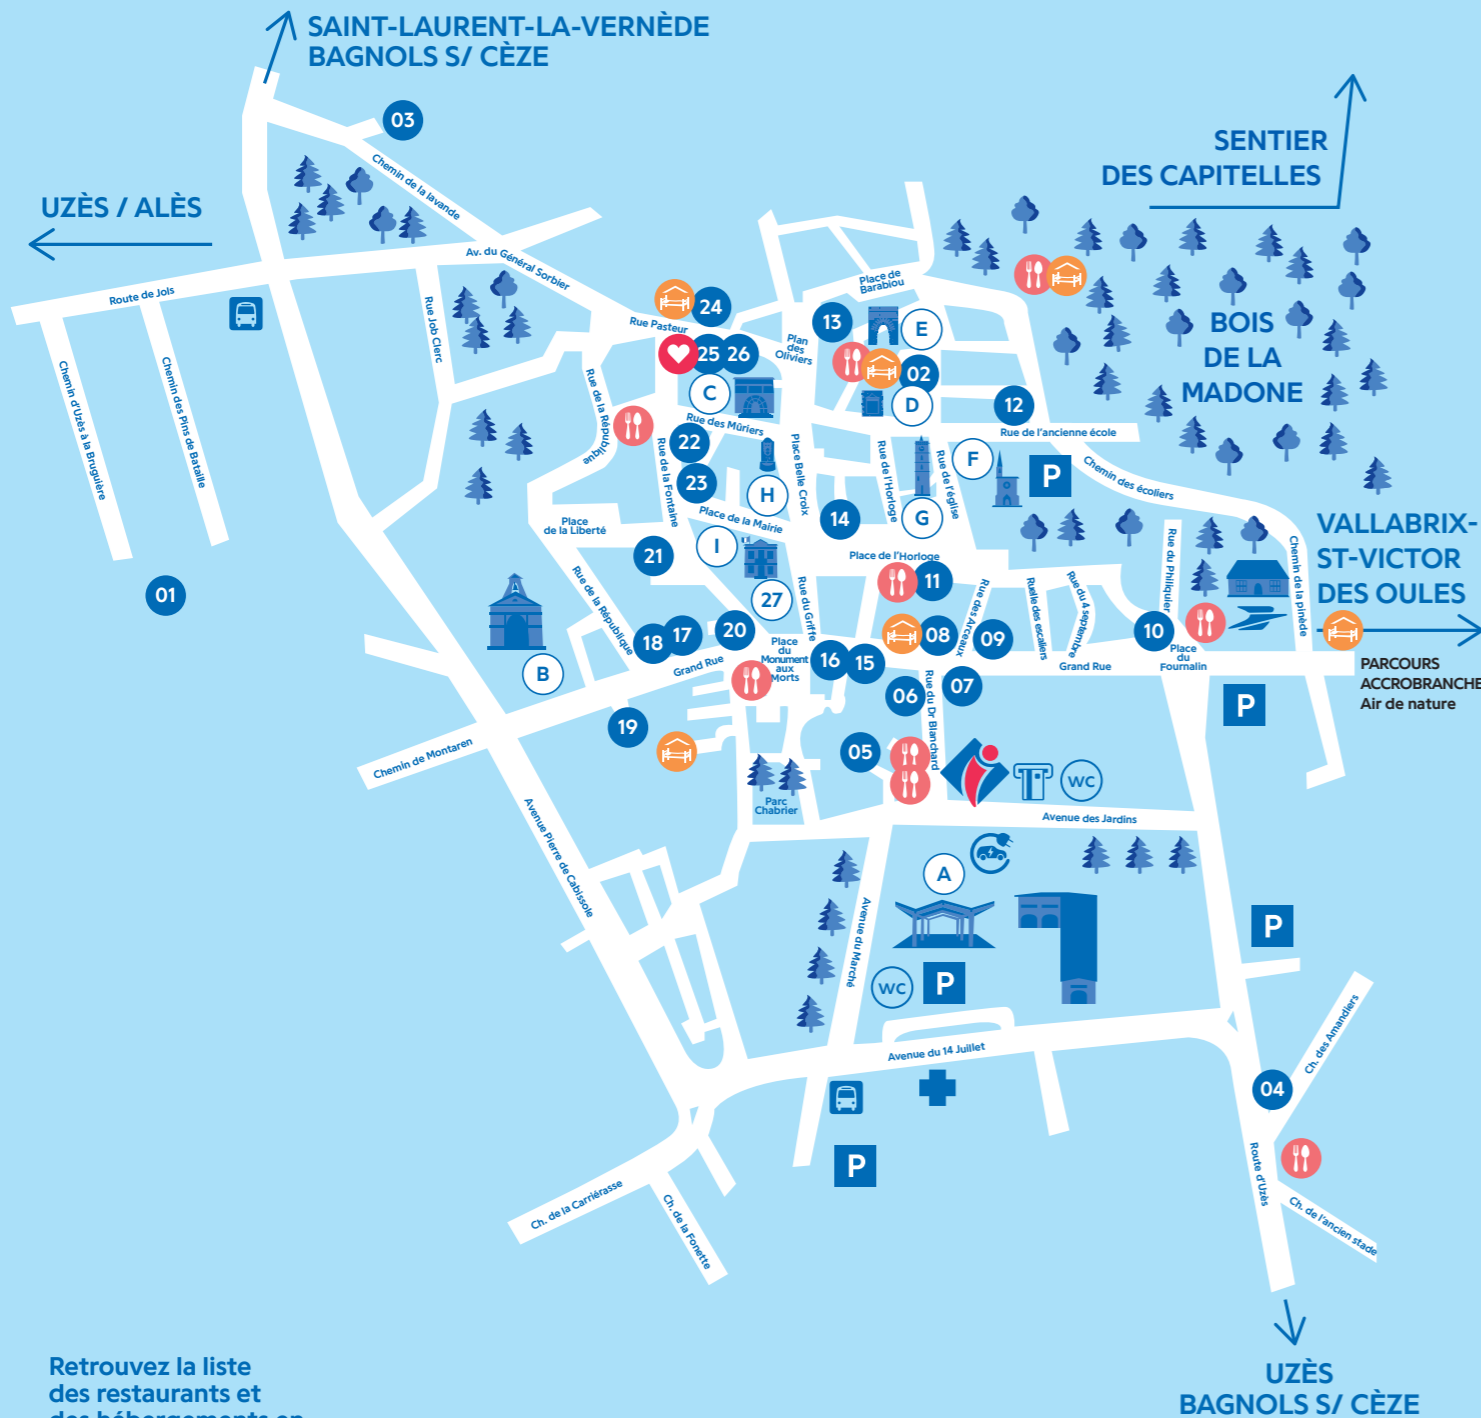 SAINT-LAURENT-LA-VERNÈDE
BAGNOLS S/ CÈZE
03
SENTIER
DES CAPITELLES
Chemin de la lavande
UZÈS / ALÈS
Av. du Général Sorbier
Place de
Barabiou
Route de Jols
24
Rue Job Clerc
Rue Pasteur
13
E
BOIS
DE LA
MADONE
Plan
des
Oliviers
25
26
02
C
D
12
Chemin d'Uzès à la Bruguière
Chemin des Pins de Bataille
Rue de la République
Rue des Mûriers
Rue de l'ancienne école
22
Rue de la Fontaine
Place Belle Croix
Rue de l'Horloge
Rue de l'église
F
P
Chemin des écoliers
23
H
G
Place
de la Liberté
Place de la Mairie
14
VALLABRIX-
ST-VICTOR
DES OULES
I
21
Place de l'Horloge
Rue du Philiquier
Chemin de la pinède
01
27
11
Rue de la République
Rue du Griffe
Rue des Arceaux
Ruelle des escaliers
Rue du 4 septembre
18
17
20
08
09
10
Place
du
Monument
aux
Morts
16
15
Grand Rue
Grand Rue
Place
du
Fournalin
PARCOURS
ACCROBRANCHE
Air de nature
B
06
07
P
19
Rue du Dr Blanchard
Chemin de Montaren
05
WC
Parc
Chabrier
Avenue des Jardins
Avenue Pierre de Cabissole
A
Avenue du Marché
P
WC
P
Ch. des Amandiers
Avenue du 14 Juillet
04
P
Route d'Uzès
Ch. de la Carriérasse
Ch. de la Fonette
Ch. de l'ancien stade
Retrouvez la liste
des restaurants et
des hébergements en
UZÈS
BAGNOLS S/ CÈZE